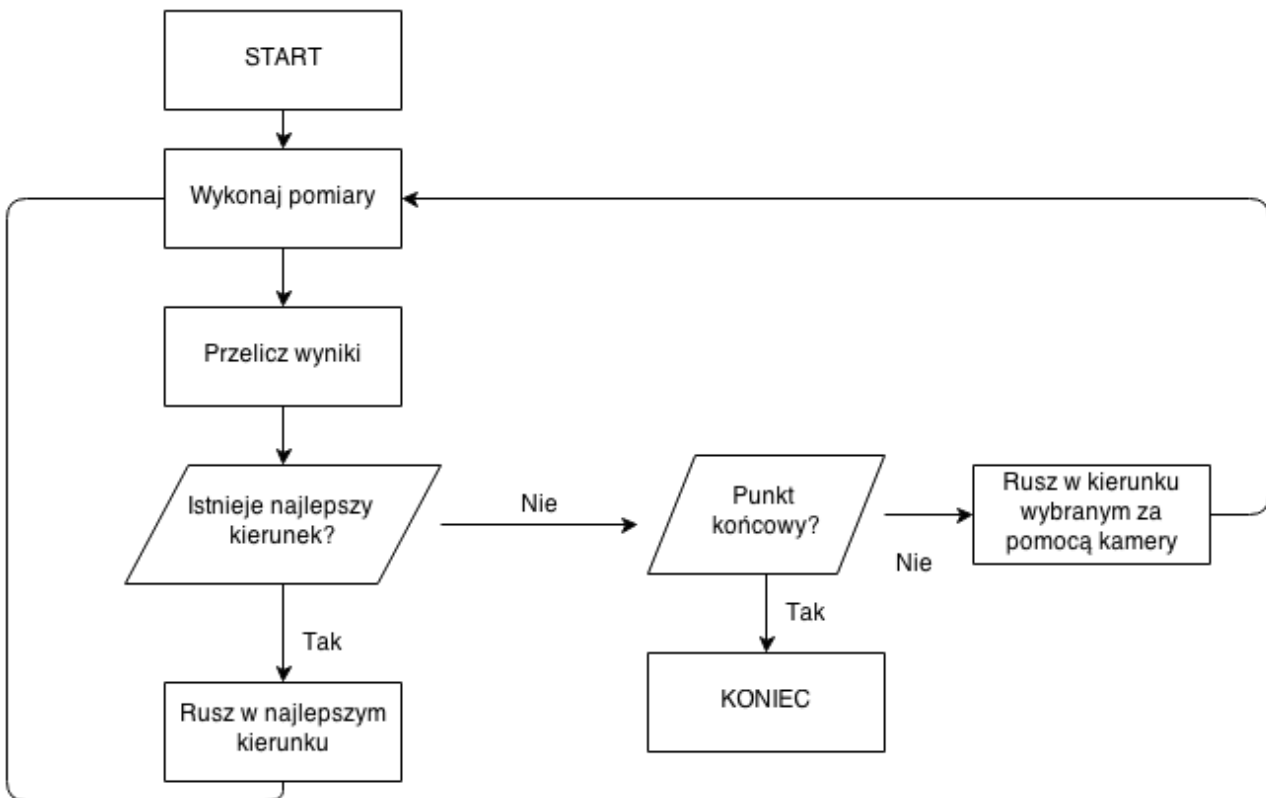 START
Wykonaj pomiary
Przelicz wyniki
Istnieje najlepszy
kierunek?
Nie
Punkt
końcowy?
Nie
Rusz w kierunku
wybranym za
pomocą kamery
Tak
Tak
Rusz w najlepszym
kierunku
KONIEC